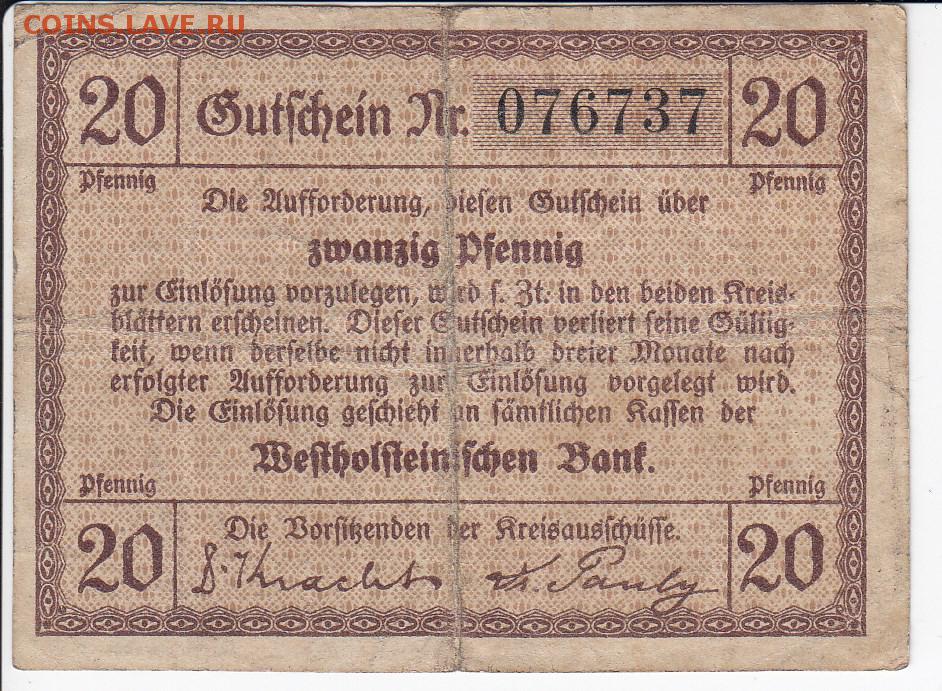 COINS.LAVE.RU
20 Gutschein Nr. 076737 20
Pfennig Pfennig
Die Aufforderung, diesen Gutschein über
zwanzig Pfennig
zur Einlösung vorzulegen, wird s. Zt. in den beiden Kreis-
blättern erscheinen. Dieser Gutschein verliert seine Gültig-
keit, wenn derselbe nicht innerhalb dreier Monate nach
erfolgter Aufforderung zur Einlösung vorgelegt wird.
Die Einlösung geschieht an sämtlichen Kassen der
Westholsteinischen Bank.
Pfennig Pfennig
20 Die Vorsitzenden der Kreisausschüsse. 20
Kracht Pauly